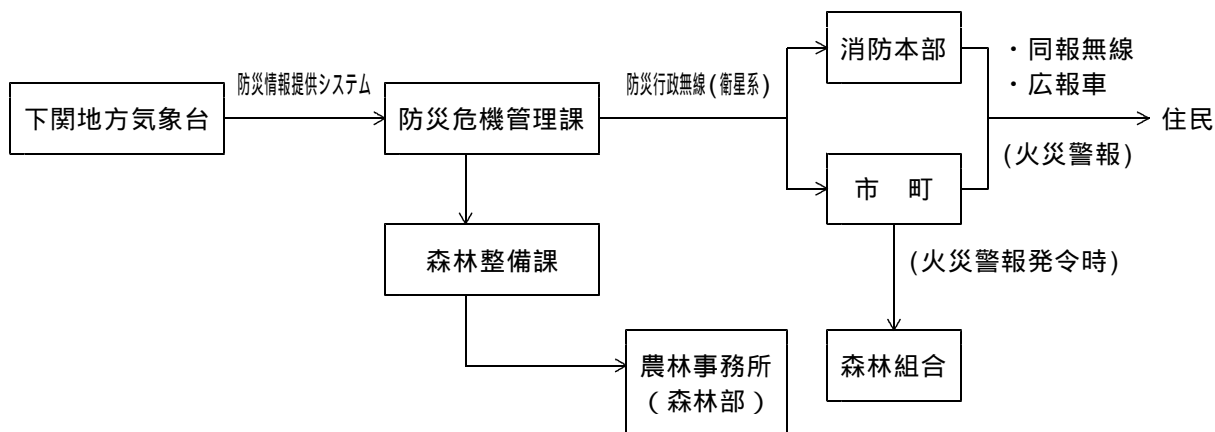 消防本部
・同報無線
・広報車
防災情報提供システム
防災行政無線(衛星系)
下関地方気象台
防災危機管理課
住民
(火災警報)
市　町
森林整備課
(火災警報発令時)
農林事務所
(森林部)
森林組合